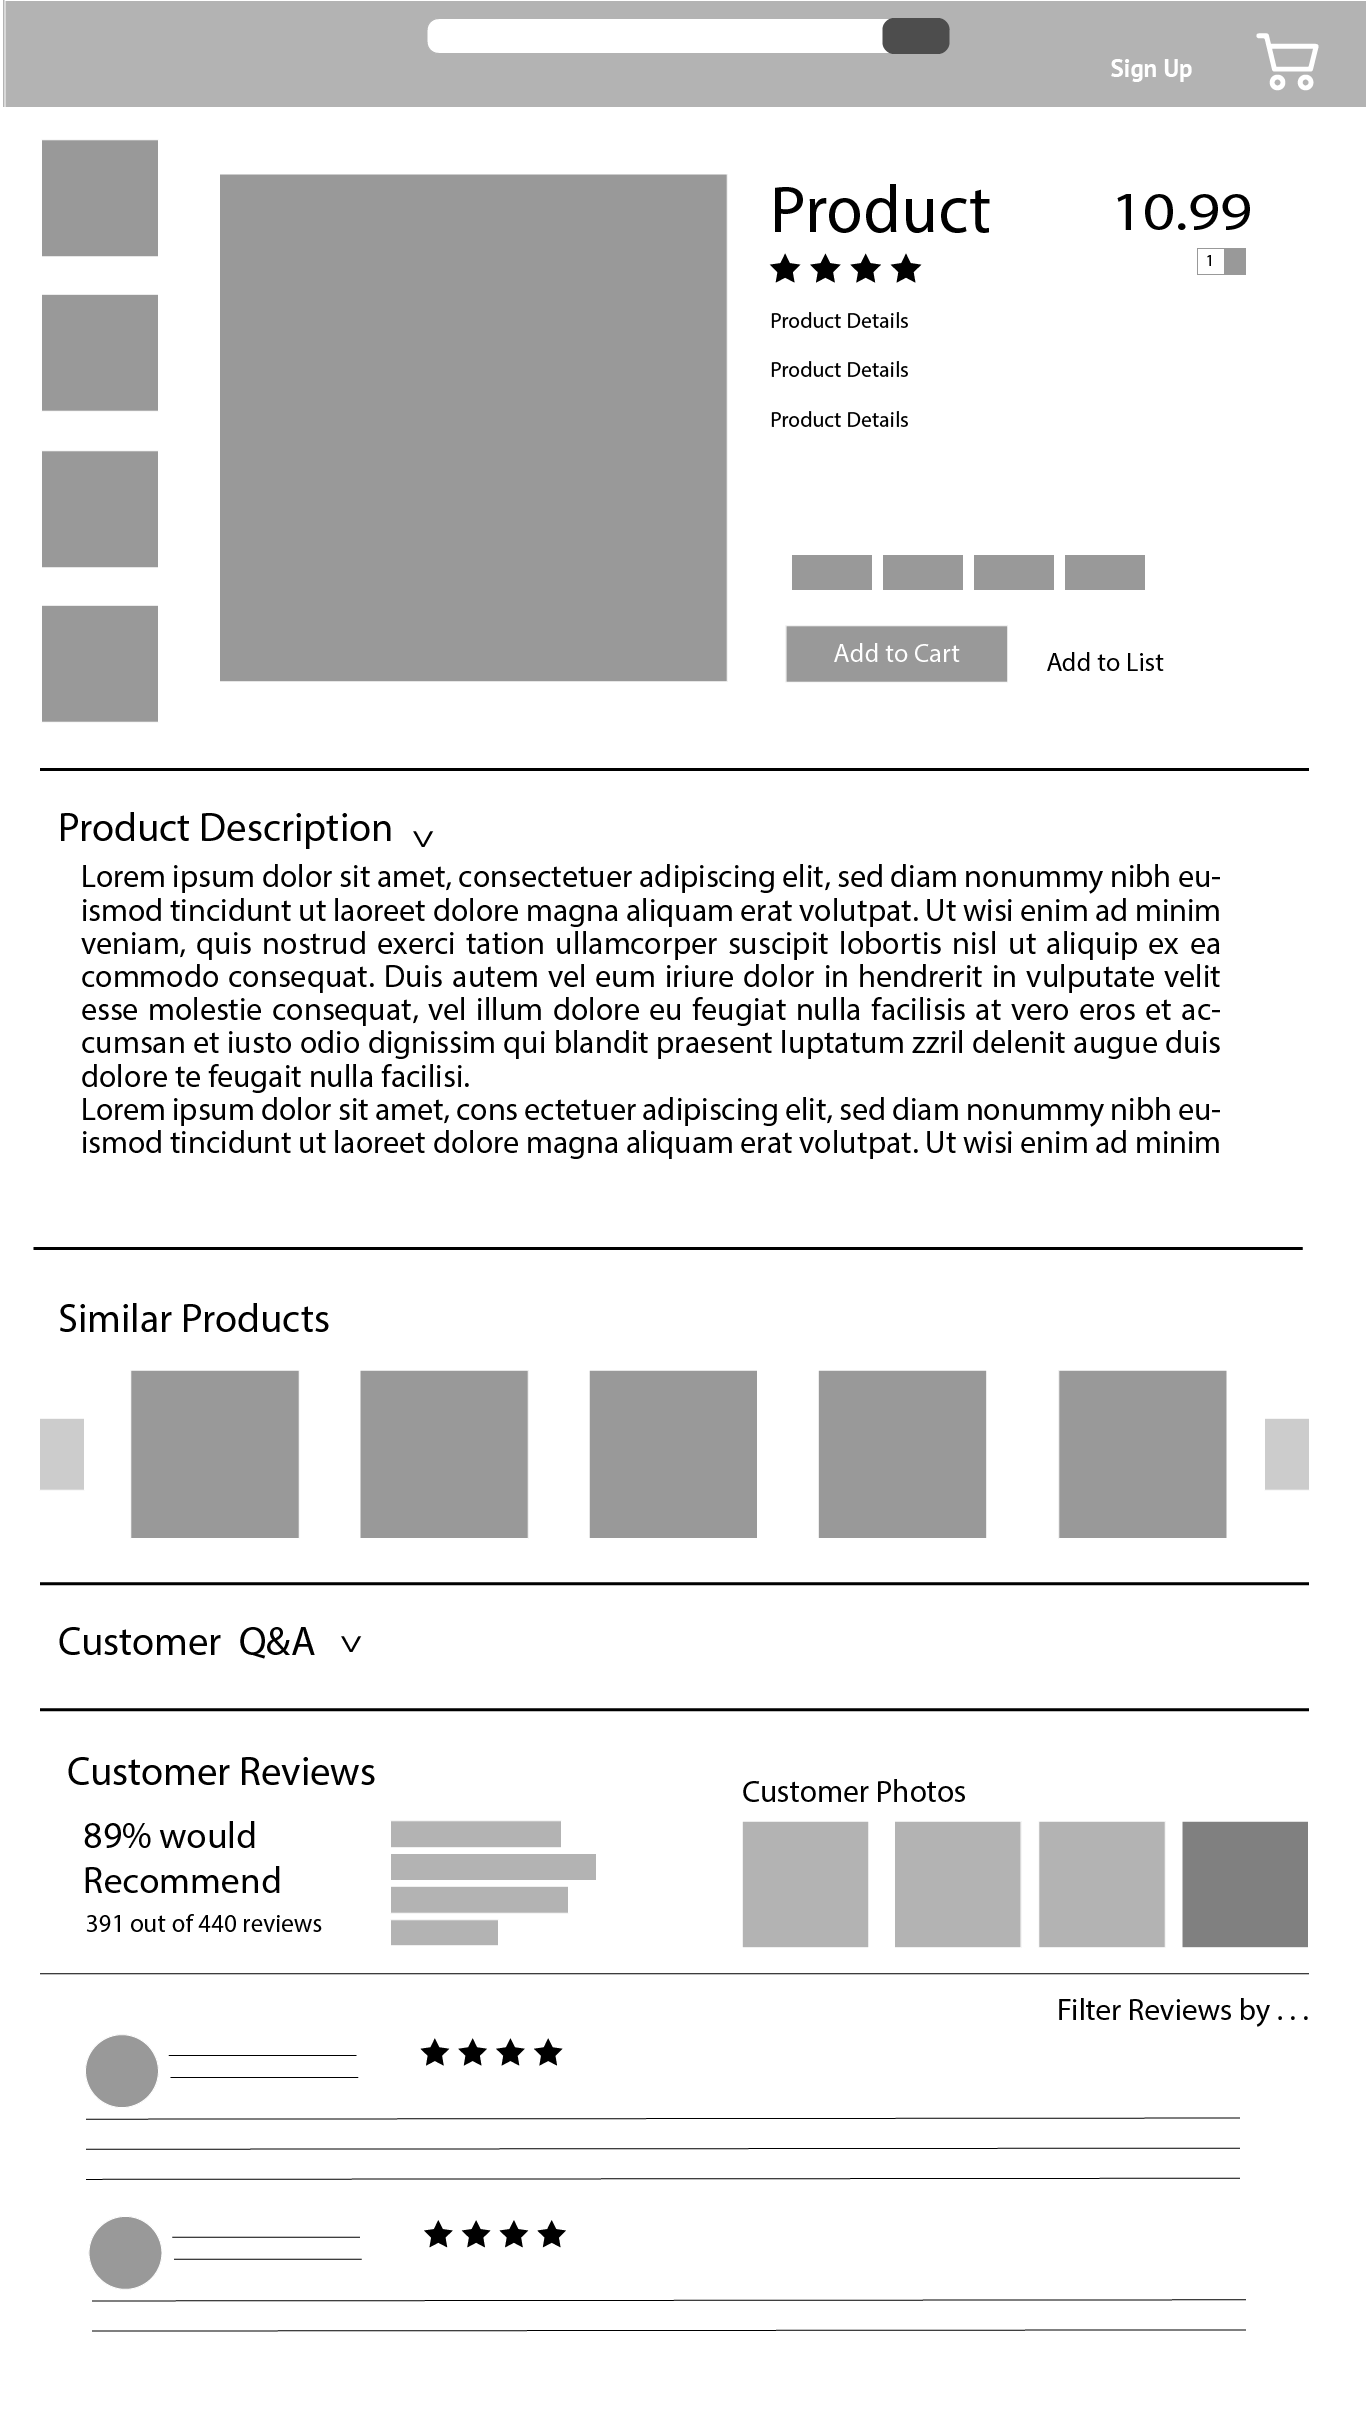 Sign Up
Product
10.99
1
Product Details
Product Details
Product Details
Add to Cart
Add to List
Product Description v
Lorem ipsum dolor sit amet, consectetuer adipiscing elit, sed diam nonummy nibh eu-
ismod tincidunt ut laoreet dolore magna aliquam erat volutpat. Ut wisi enim ad minim
veniam, quis nostrud exerci tation ullamcorper suscipit lobortis nisl ut aliquip ex ea
commodo consequat. Duis autem vel eum iriure dolor in hendrerit in vulputate velit
esse molestie consequat, vel illum dolore eu feugiat nulla facilisis at vero eros et ac-
cumsan et iusto odio dignissim qui blandit praesent luptatum zzril delenit augue duis
dolore te feugait nulla facilisi.
Lorem ipsum dolor sit amet, cons ectetuer adipiscing elit, sed diam nonummy nibh eu-
ismod tincidunt ut laoreet dolore magna aliquam erat volutpat. Ut wisi enim ad minim
Similar Products
Customer Q&A v
Customer Reviews
89% would
Recommend
391 out of 440 reviews
Customer Photos
Filter Reviews by . . .